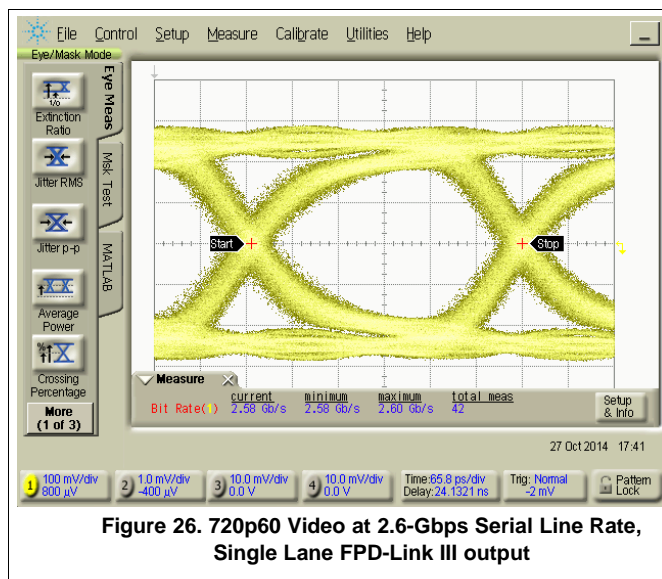 File Control Setup Measure Calibrate Utilities Help
Eye/Mask Mode
Eye Meas
Msk Test
MATLAB
1/0
Extinction
Ratio
Jitter RMS
Jitter p-p
Average
Power
%
Crossing
Percentage
More
(1 of 3)
Start
Stop
Measure
current minimum maximum total meas
Bit Rate(1) 2.58 Gb/s 2.58 Gb/s 2.60 Gb/s 42
Setup
& Info
27 Oct 2014 17:41
1 100 mV/div
800 µV
2 1.0 mV/div
-400 µV
3 10.0 mV/div
0.0 V
4 10.0 mV/div
0.0 V
Time:65.8 ps/div
Delay:24.1321 ns
Trig: Normal
-2 mV
Pattern
Lock
Figure 26. 720p60 Video at 2.6-Gbps Serial Line Rate,
Single Lane FPD-Link III output